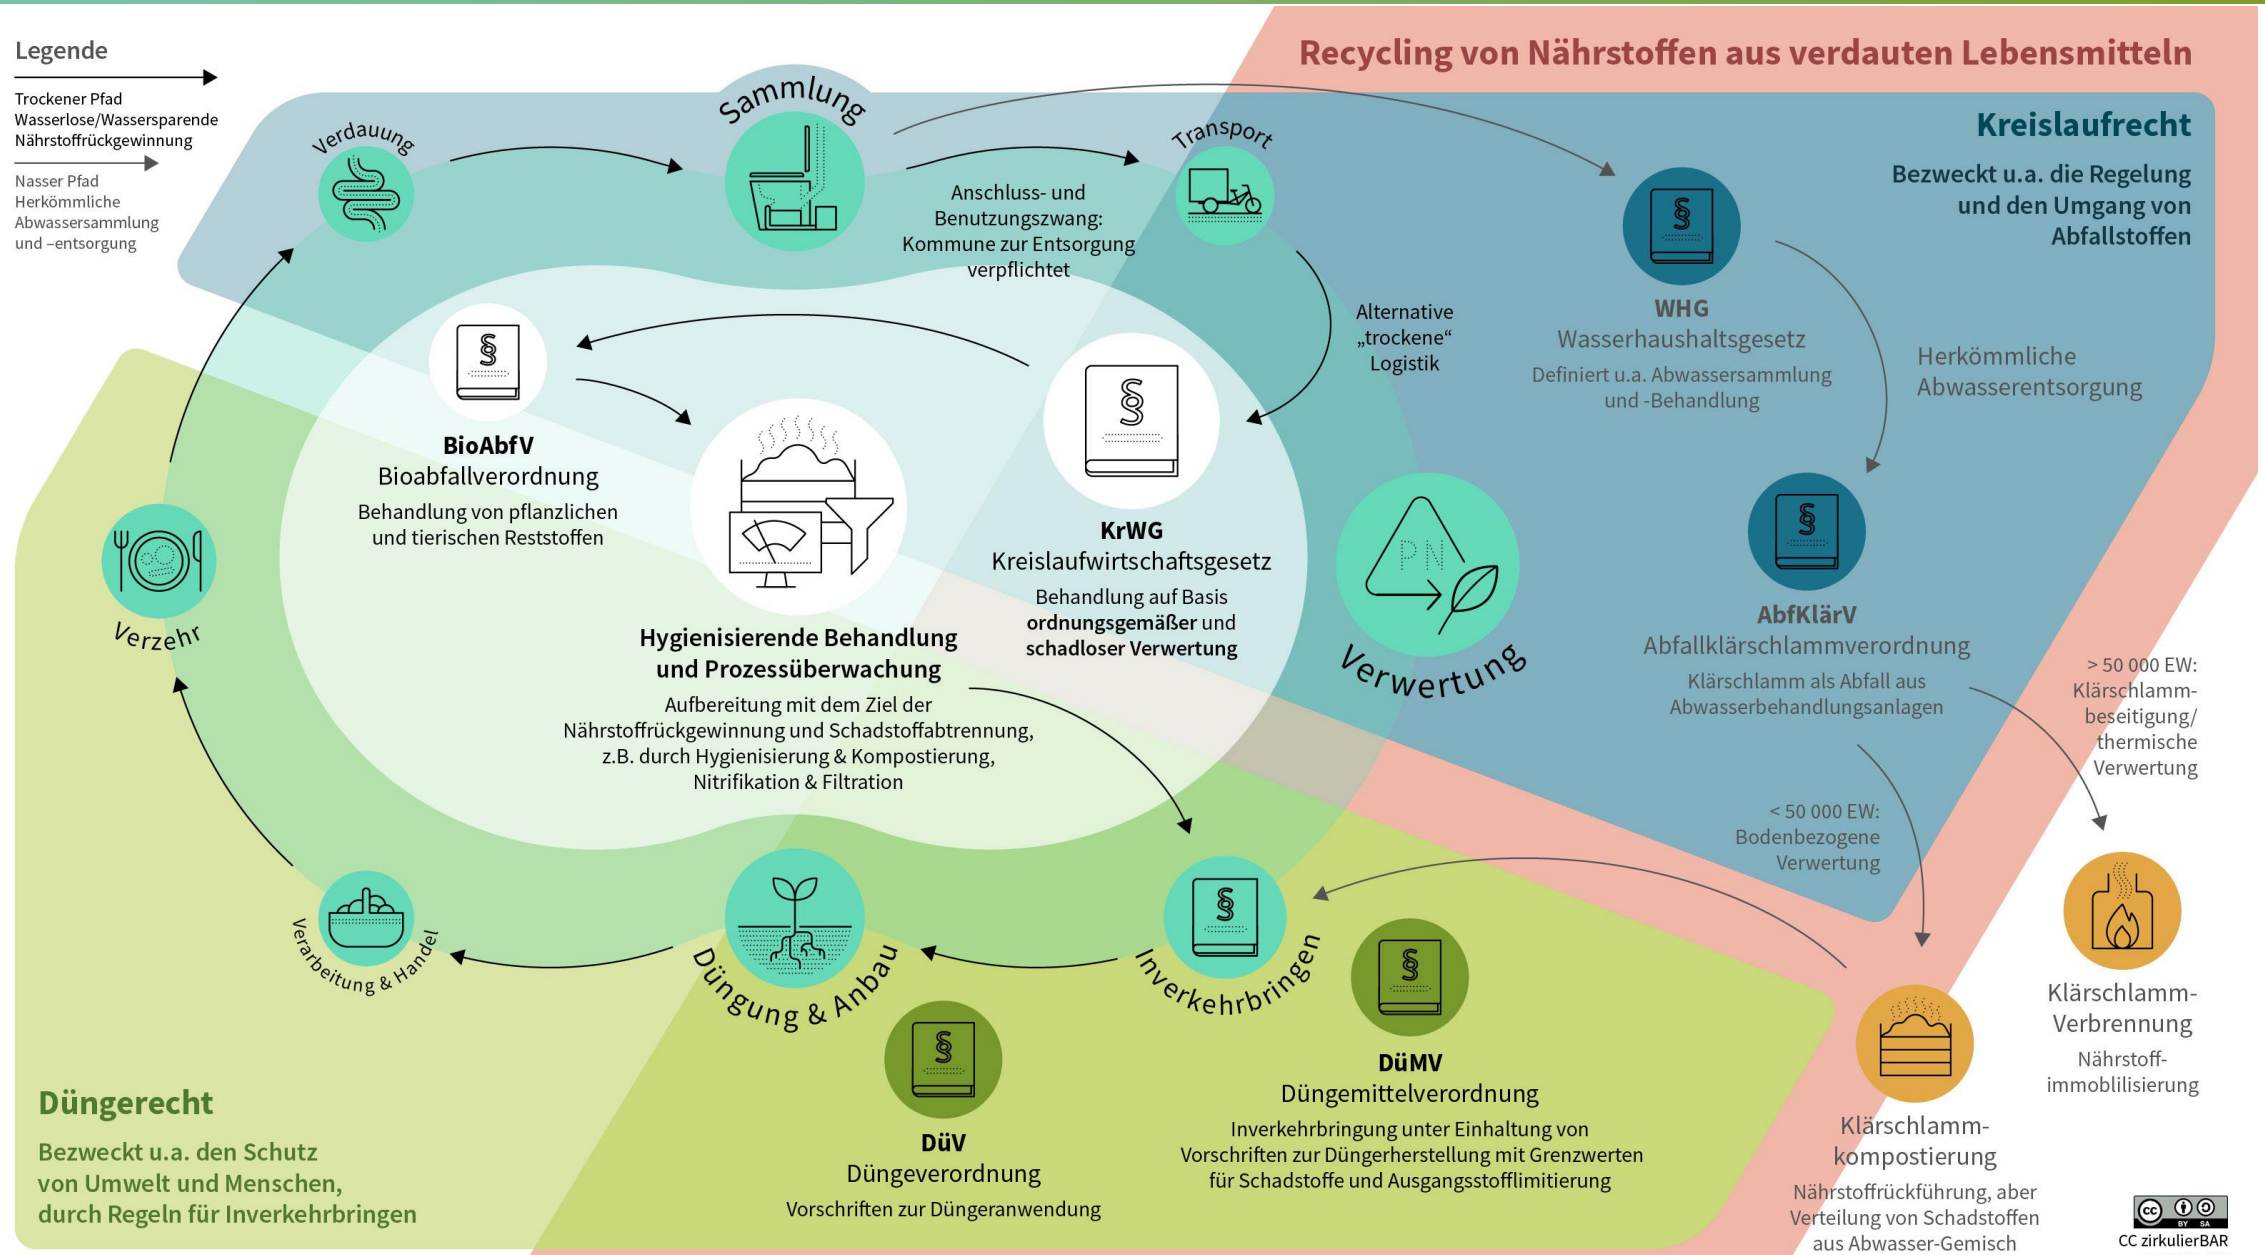 Legende
Trockener Pfad
Wasserlose/Wassersparende
Nährstoffrückgewinnung
Nasser Pfad
Herkömmliche
Abwassersammlung
und –entsorgung
Recycling von Nährstoffen aus verdauten Lebensmitteln
Kreislaufrecht
Bezweckt u.a. die Regelung
und den Umgang von
Abfallstoffen
Verdauung
Sammlung
Transport
Anschluss- und
Benutzungszwang:
Kommune zur Entsorgung
verpflichtet
Alternative
„trockene“
Logistik
§
WHG
Wasserhaushaltsgesetz
Definiert u.a. Abwassersammlung
und -Behandlung
Herkömmliche
Abwasserentsorgung
§
BioAbfV
Bioabfallverordnung
Behandlung von pflanzlichen
und tierischen Reststoffen
§
KrWG
Kreislaufwirtschaftsgesetz
Behandlung auf Basis
ordnungsgemäßer und
schadloser Verwertung
Hygienisierende Behandlung
und Prozessüberwachung
Aufbereitung mit dem Ziel der
Nährstoffrückgewinnung und Schadstoffabtrennung,
z.B. durch Hygienisierung & Kompostierung,
Nitrifikation & Filtration
PN
Verwertung
§
AbfKlärV
Abfallklärschlammverordnung
Klärschlamm als Abfall aus
Abwasserbehandlungsanlagen
> 50 000 EW:
Klärschlamm-
beseitigung/
thermische
Verwertung
< 50 000 EW:
Bodenbezogene
Verwertung
Verzehr
Verarbeitung & Handel
Düngung & Anbau
§
Inverkehrbringen
§
DüV
Düngeverordnung
Vorschriften zur Düngeranwendung
§
DüMV
Düngemittelverordnung
Inverkehrbringung unter Einhaltung von
Vorschriften zur Düngerherstellung mit Grenzwerten
für Schadstoffe und Ausgangsstofflimitierung
Klärschlamm-
Verbrennung
Nährstoff-
immoblilisierung
Klärschlamm-
kompostierung
Nährstoffrückführung, aber
Verteilung von Schadstoffen
aus Abwasser-Gemisch
Düngerecht
Bezweckt u.a. den Schutz
von Umwelt und Menschen,
durch Regeln für Inverkehrbringen
cc
BY SA
CC zirkulierBAR